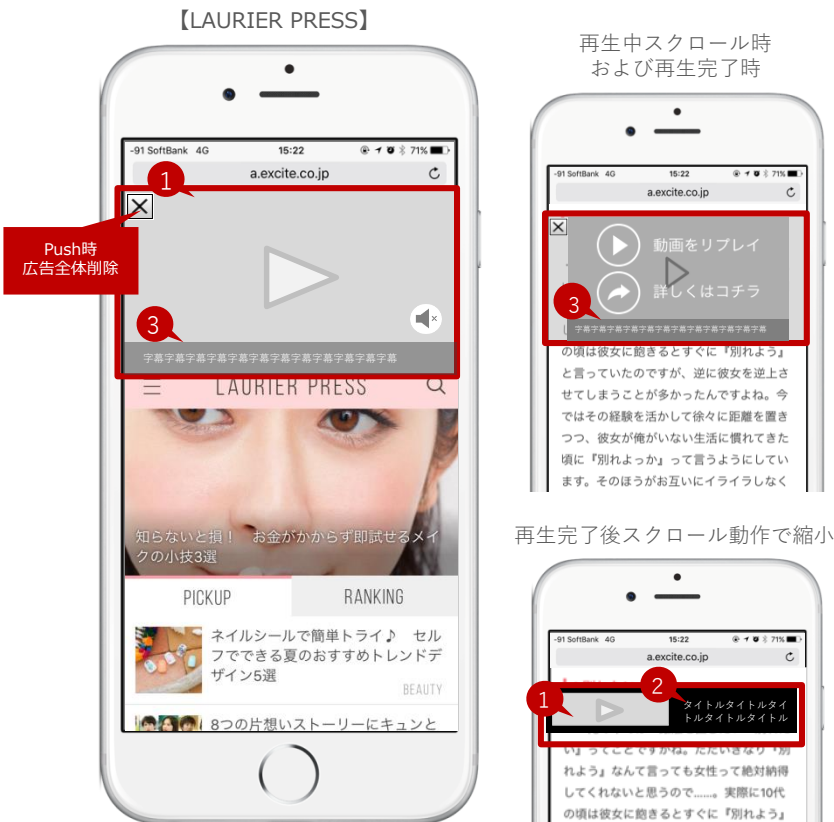 【LAURIER PRESS】
-91 SoftBank 4G 15:22 71%
a.excite.co.jp
1
Push時
広告全体削除
3
字幕字幕字幕字幕字幕字幕字幕字幕字幕字幕字幕字幕
LAURIER PRESS
知らないと損！　お金がかからず即試せるメイ
クの小技3選
PICKUP RANKING
ネイルシールで簡単トライ♪　セル
フでできる夏のおすすめトレンドデ
ザイン5選
BEAUTY
8つの片想いストーリーにキュンと
再生中スクロール時
および再生完了時
-91 SoftBank 4G 15:22 71%
a.excite.co.jp
動画をリプレイ
詳しくはコチラ
3
字幕字幕字幕字幕字幕字幕字幕字幕字幕字幕字幕字幕
の頃は彼女に飽きるとすぐに『別れよう』
と言っていたのですが、逆に彼女を逆上さ
せてしまうことが多かったんですよね。今
ではその経験を活かして徐々に距離を置き
つつ、彼女が俺がいない生活に慣れてきた
頃に『別れよっか』って言うようにしてい
ます。そのほうがお互いにイライラしなく
再生完了後スクロール動作で縮小
-91 SoftBank 4G 15:22 71%
a.excite.co.jp
1
2
タイトルタイトルタイ
トルタイトルタイトル
い』ってことですかね。ただいきなり『別
れよう』なんて言っても女性って絶対納得
してくれないと思うので……。実際に10代
の頃は彼女に飽きるとすぐに『別れよう』